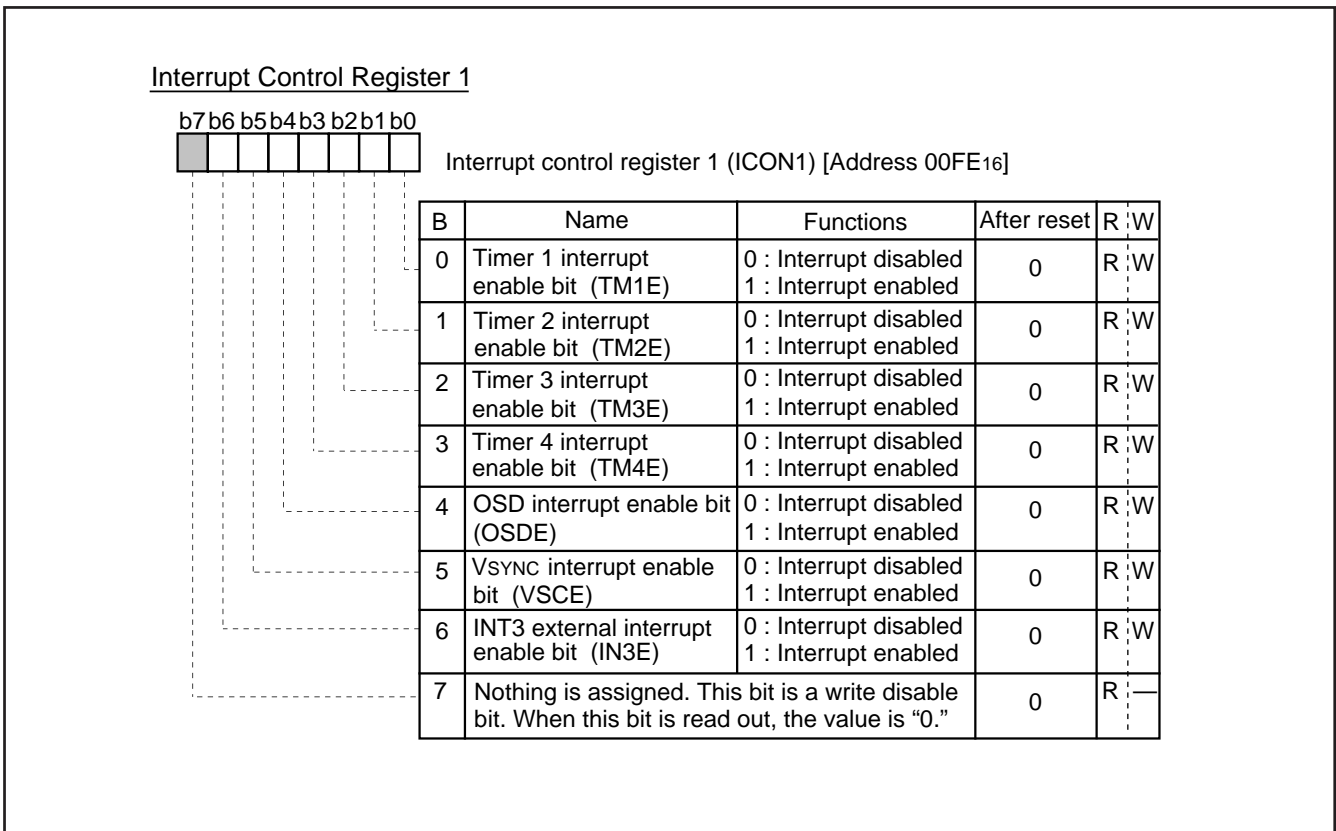 Interrupt Control Register 1
b7 b6 b5 b4 b3 b2 b1 b0
Interrupt control register 1 (ICON1) [Address 00FE16]
B Name Functions After reset R W
0 Timer 1 interrupt enable bit (TM1E) 0 : Interrupt disabled 1 : Interrupt enabled 0 R W
1 Timer 2 interrupt enable bit (TM2E) 0 : Interrupt disabled 1 : Interrupt enabled 0 R W
2 Timer 3 interrupt enable bit (TM3E) 0 : Interrupt disabled 1 : Interrupt enabled 0 R W
3 Timer 4 interrupt enable bit (TM4E) 0 : Interrupt disabled 1 : Interrupt enabled 0 R W
4 OSD interrupt enable bit (OSDE) 0 : Interrupt disabled 1 : Interrupt enabled 0 R W
5 VSYNC interrupt enable bit (VSCE) 0 : Interrupt disabled 1 : Interrupt enabled 0 R W
6 INT3 external interrupt enable bit (IN3E) 0 : Interrupt disabled 1 : Interrupt enabled 0 R W
7 Nothing is assigned. This bit is a write disable bit. When this bit is read out, the value is “0.” 0 R —